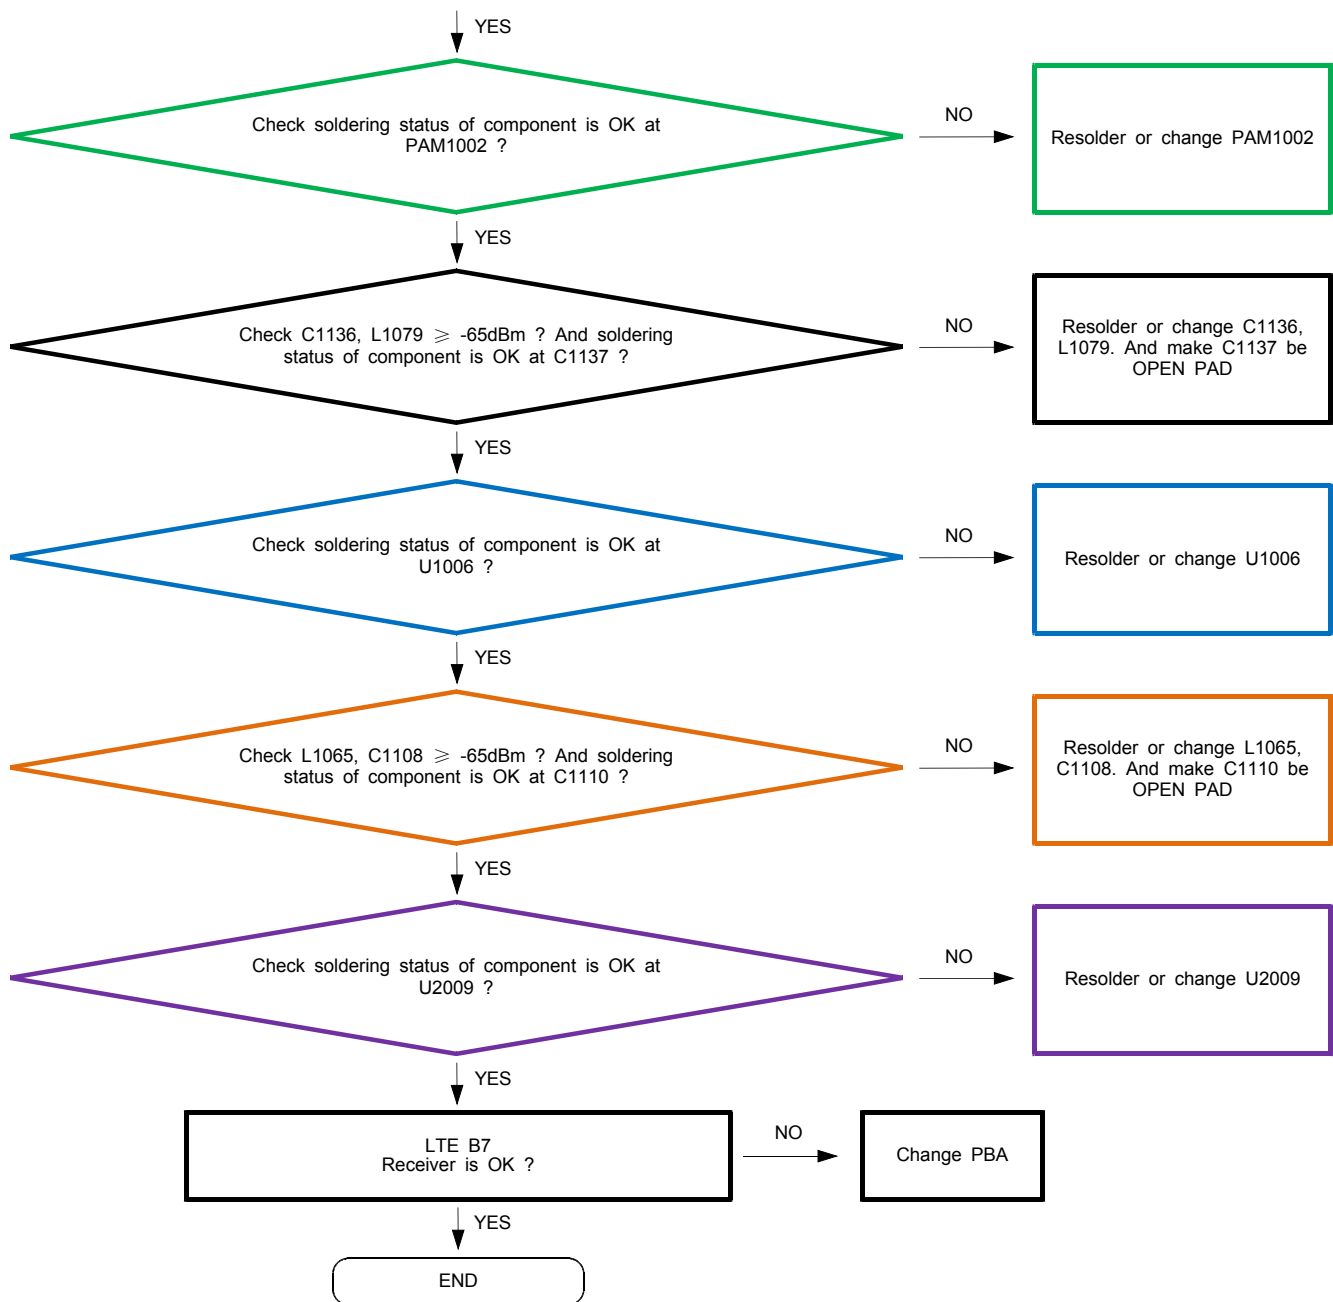 YES
Check soldering status of component is OK at
PAM1002 ?
NO
Resolder or change PAM1002
YES
Check C1136, L1079 ≥ -65dBm ? And soldering
status of component is OK at C1137 ?
NO
Resolder or change C1136,
L1079. And make C1137 be
OPEN PAD
YES
Check soldering status of component is OK at
U1006 ?
NO
Resolder or change U1006
YES
Check L1065, C1108 ≥ -65dBm ? And soldering
status of component is OK at C1110 ?
NO
Resolder or change L1065,
C1108. And make C1110 be
OPEN PAD
YES
Check soldering status of component is OK at
U2009 ?
NO
Resolder or change U2009
YES
LTE B7
Receiver is OK ?
NO
Change PBA
YES
END